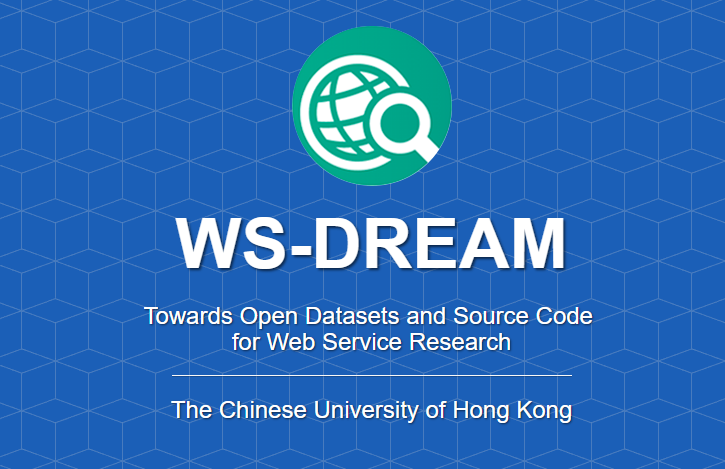 WS-DREAM
Towards Open Datasets and Source Code
for Web Service Research
The Chinese University of Hong Kong